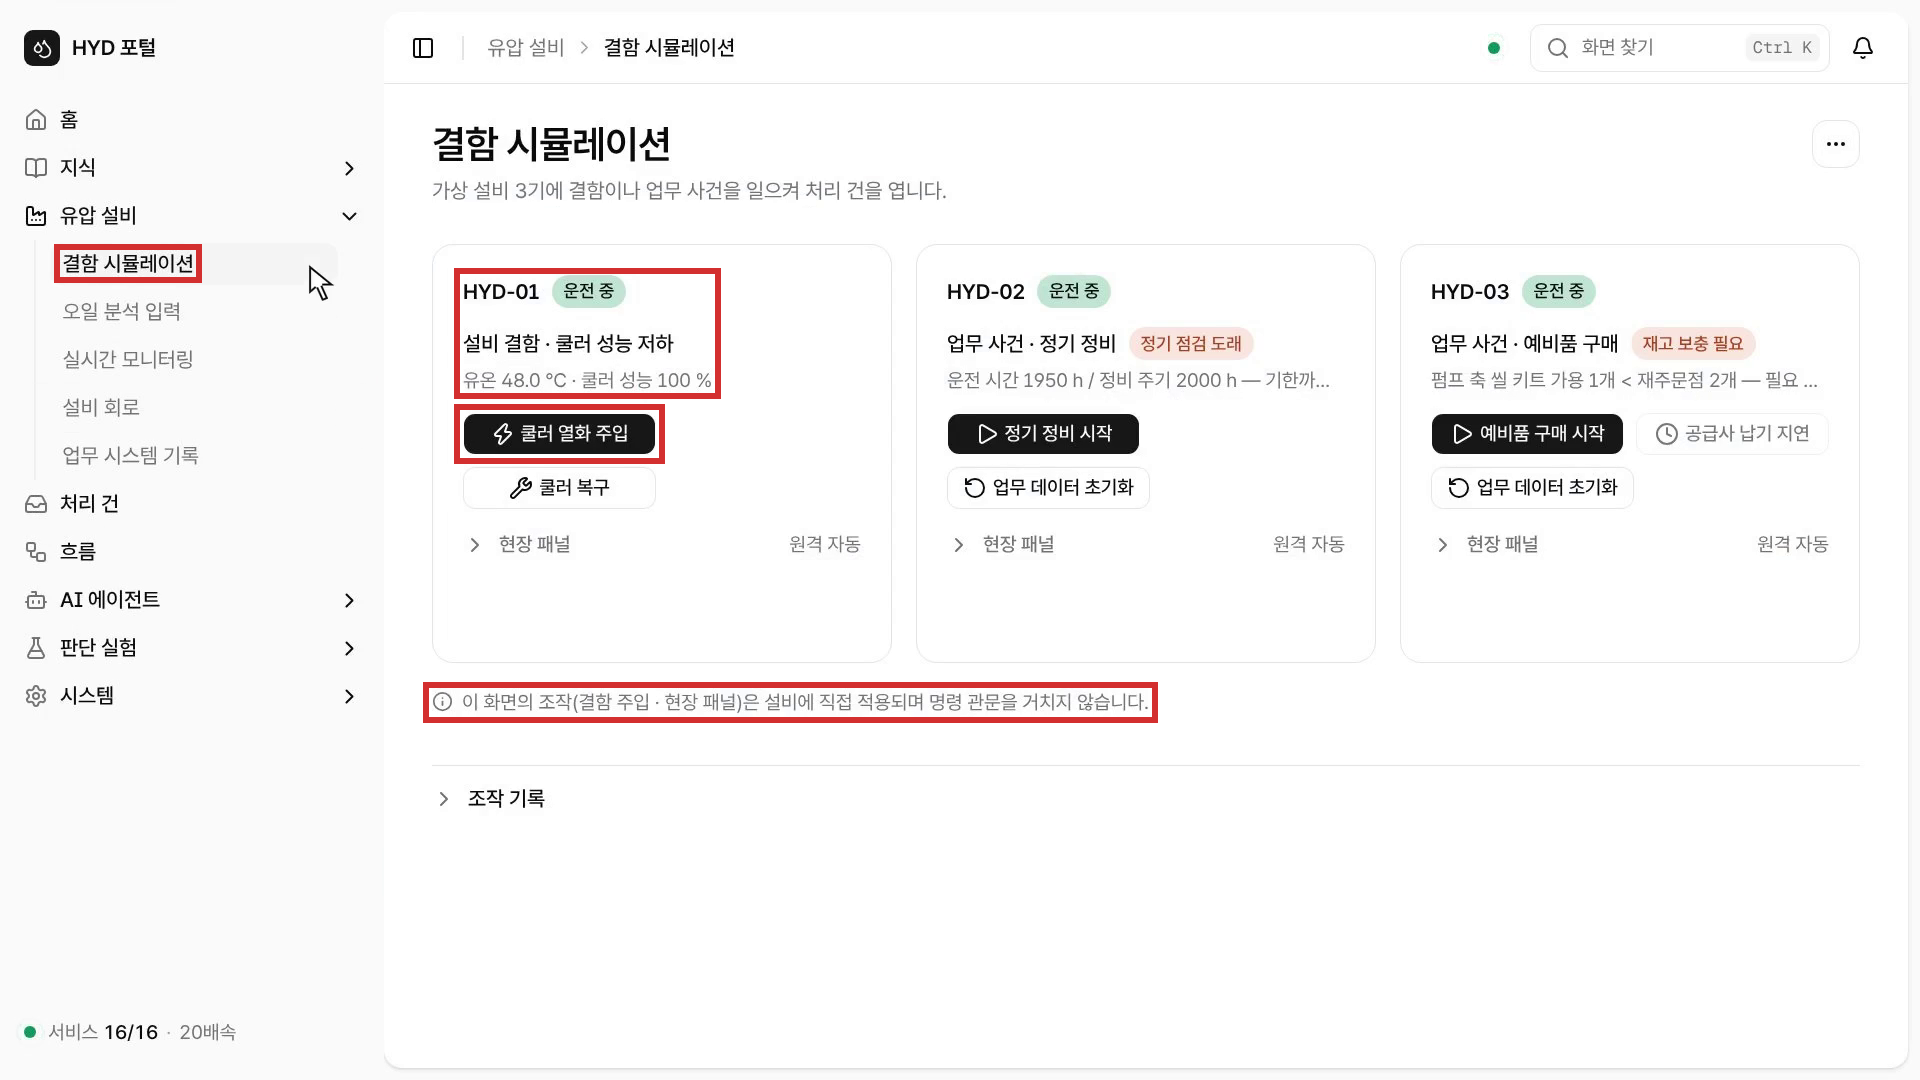 HYD 포털
유압 설비 > 결함 시뮬레이션
화면 찾기
Ctrl K
홈
지식
유압 설비
결함 시뮬레이션
오일 분석 입력
실시간 모니터링
설비 회로
업무 시스템 기록
처리 건
흐름
AI 에이전트
판단 실험
시스템
서비스 16/16 · 20배속
결함 시뮬레이션
가상 설비 3기에 결함이나 업무 사건을 일으켜 처리 건을 엽니다.
HYD-01 운전 중
설비 결함 · 쿨러 성능 저하
유온 48.0 °C · 쿨러 성능 100 %
쿨러 열화 주입
쿨러 복구
현장 패널 원격 자동
HYD-02 운전 중
업무 사건 · 정기 정비 정기 점검 도래
운전 시간 1950 h / 정비 주기 2000 h — 기한까...
정기 정비 시작
업무 데이터 초기화
현장 패널 원격 자동
HYD-03 운전 중
업무 사건 · 예비품 구매 재고 보충 필요
펌프 축 씰 키트 가용 1개 < 재주문점 2개 — 필요 ...
예비품 구매 시작 공급사 납기 지연
업무 데이터 초기화
현장 패널 원격 자동
이 화면의 조작(결함 주입 · 현장 패널)은 설비에 직접 적용되며 명령 관문을 거치지 않습니다.
조작 기록